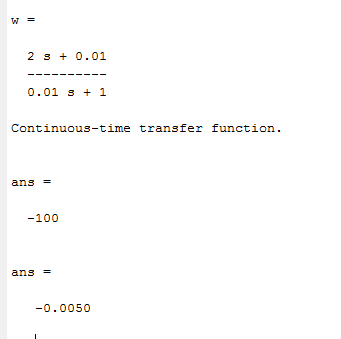 w =
2 s + 0.01
----------
0.01 s + 1
Continuous-time transfer function.
ans =
-100
ans =
-0.0050